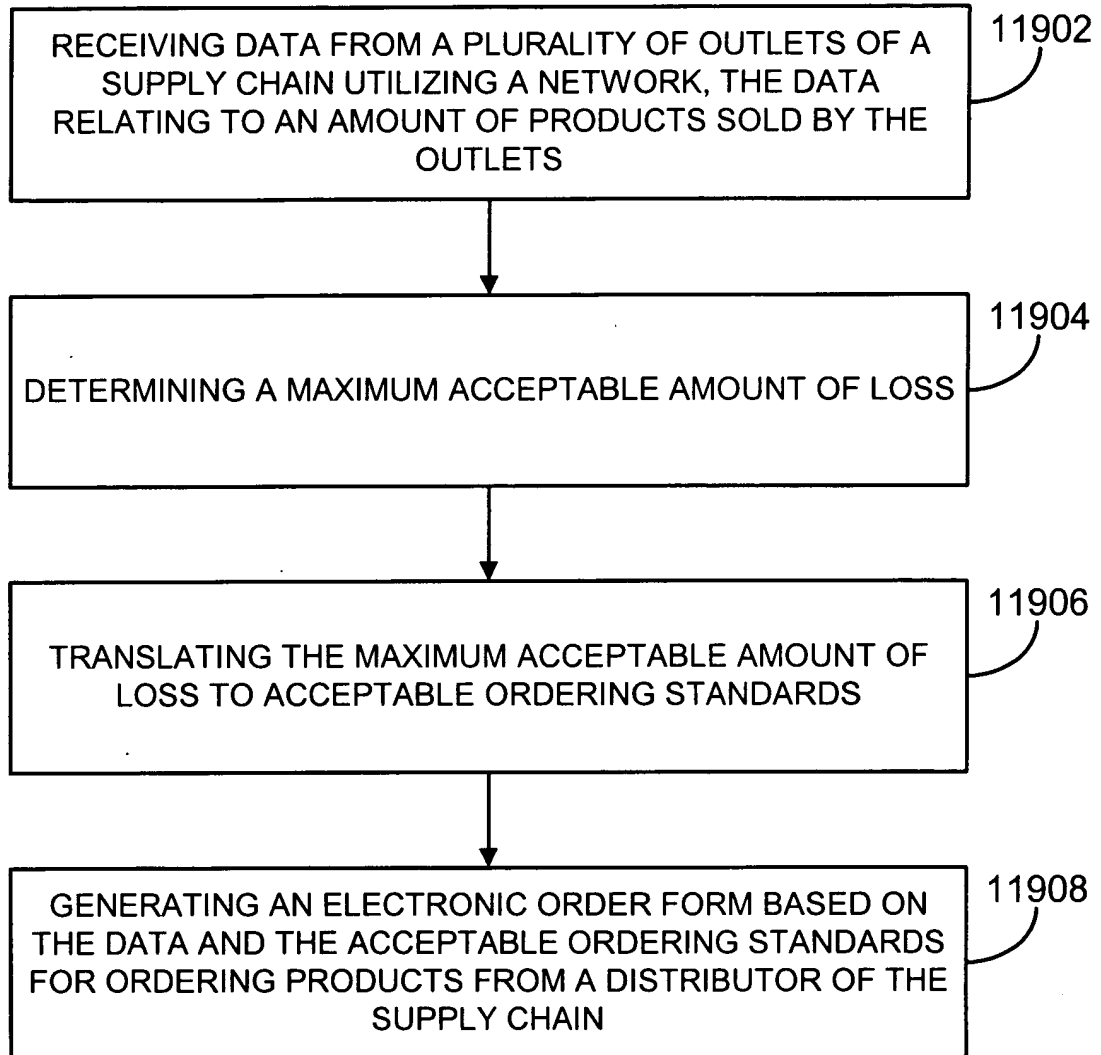 RECEIVING DATA FROM A PLURALITY OF OUTLETS OF A
SUPPLY CHAIN UTILIZING A NETWORK, THE DATA
RELATING TO AN AMOUNT OF PRODUCTS SOLD BY THE
OUTLETS
11902
DETERMINING A MAXIMUM ACCEPTABLE AMOUNT OF LOSS
11904
TRANSLATING THE MAXIMUM ACCEPTABLE AMOUNT OF
LOSS TO ACCEPTABLE ORDERING STANDARDS
11906
GENERATING AN ELECTRONIC ORDER FORM BASED ON
THE DATA AND THE ACCEPTABLE ORDERING STANDARDS
FOR ORDERING PRODUCTS FROM A DISTRIBUTOR OF THE
SUPPLY CHAIN
11908